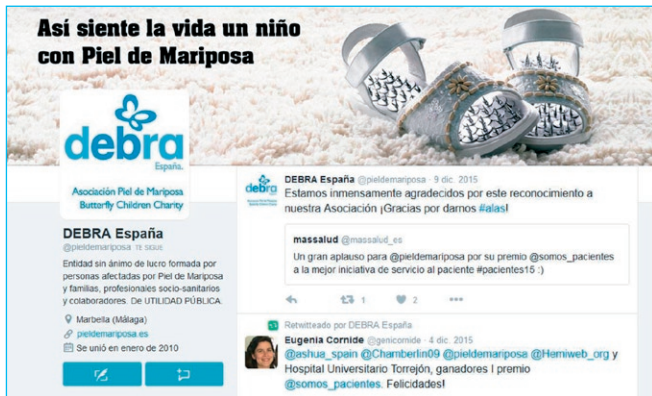 Así siente la vida un niño
con Piel de Mariposa
debra
España.
Asociación Piel de Mariposa
Butterfly Children Charity
DEBRA España
@pieldemariposa TE SIGUE
Entidad sin ánimo de lucro formada por
personas afectadas por Piel de Mariposa
y familias, profesionales socio-sanitarios
y colaboradores. De UTILIDAD PÚBLICA.
Marbella (Málaga)
pieldemariposa.es
Se unió en enero de 2010
debra
DEBRA España @pieldemariposa · 9 dic. 2015
Estamos inmensamente agradecidos por este reconocimiento a
nuestra Asociación ¡Gracias por darnos #alas!
massalud @massalud_es
Un gran aplauso para @pieldemariposa por su premio @somos_pacientes
a la mejor iniciativa de servicio al paciente #pacientes15 :)
1 2
Retwitteado por DEBRA España
Eugenia Cornide @genicornide · 4 dic. 2015
@ashua_spain @Chamberlin09 @pieldemariposa @Hemiweb_org y
Hospital Universitario Torrejón, ganadores I premio
@somos_pacientes. Felicidades!